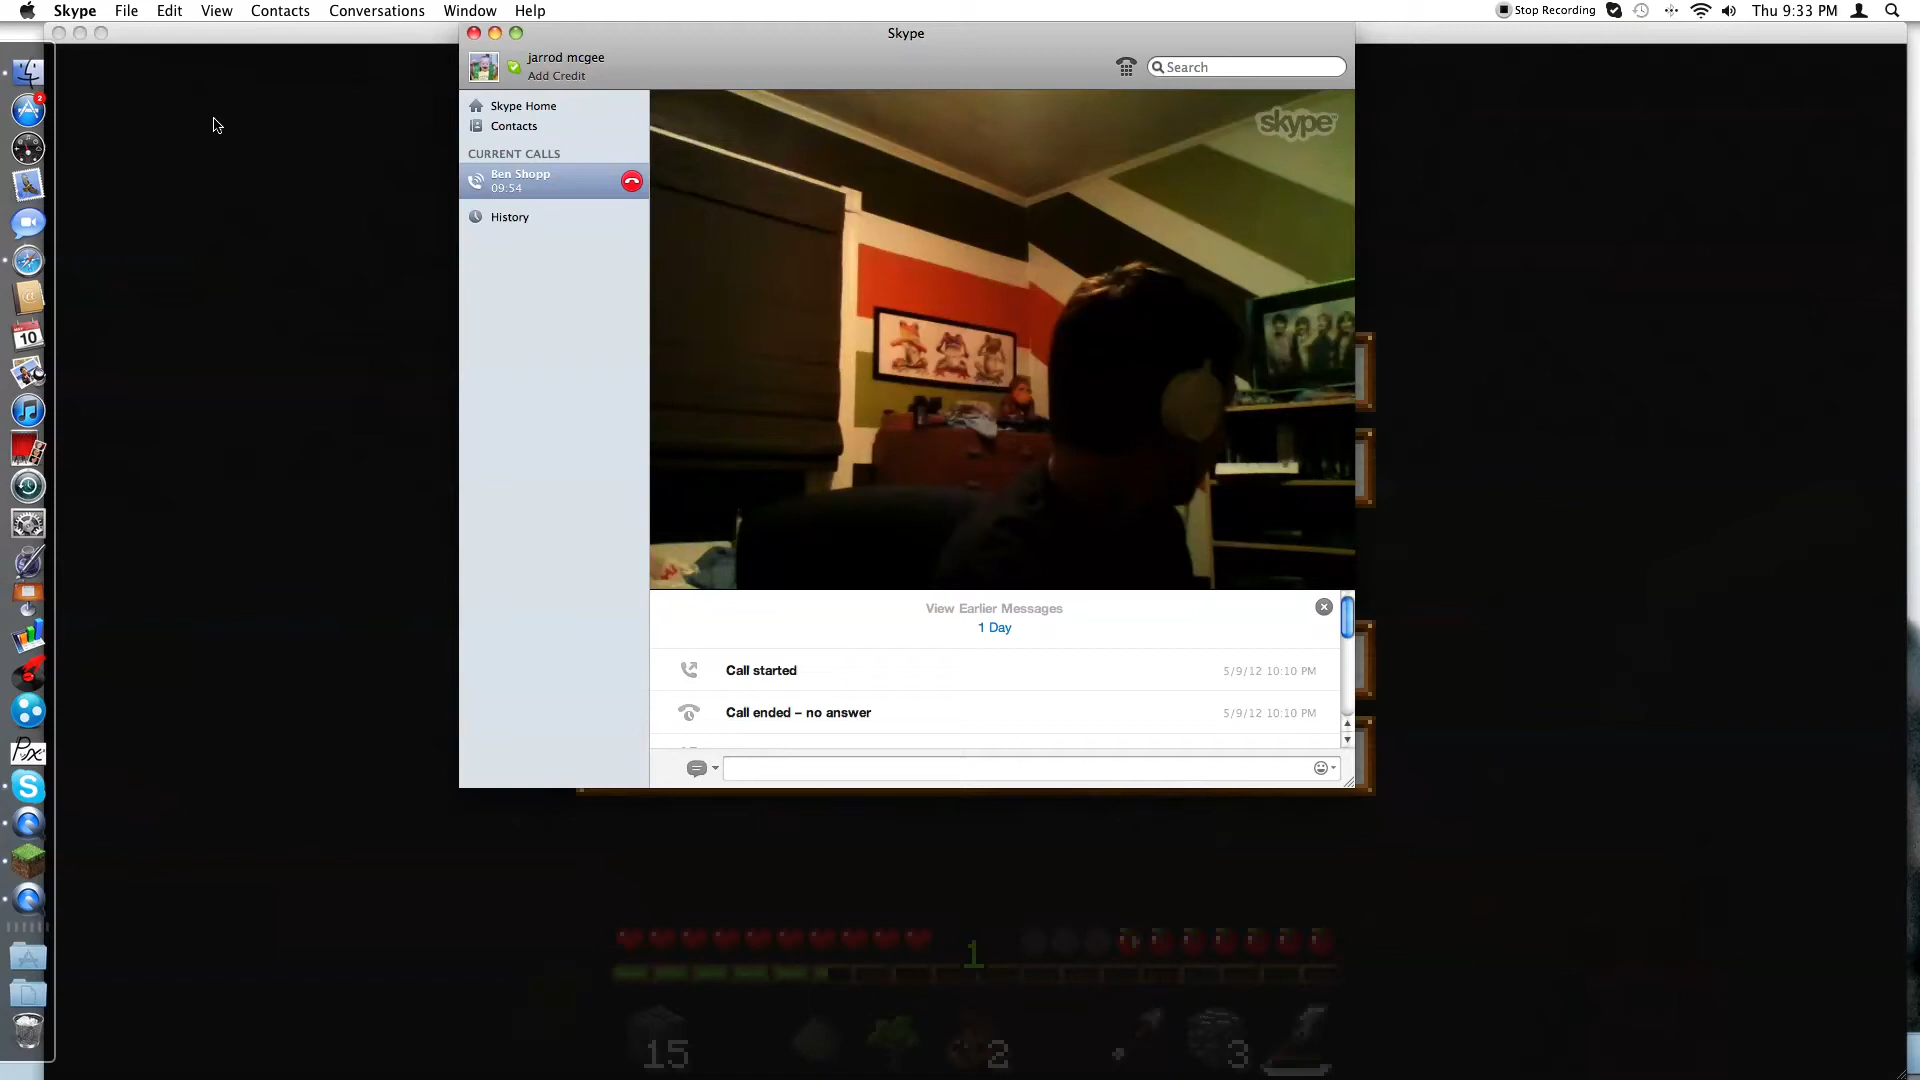 Skype File Edit View Contacts Conversations Window Help
Stop Recording Thu 9:33 PM
Skype
jarrod mcgee
Add Credit
Search
Skype Home
Contacts
CURRENT CALLS
Ben Shopp
09:54
History
skype
2
10
View Earlier Messages
1 Day
Call started 5/9/12 10:10 PM
Call ended – no answer 5/9/12 10:10 PM
Px
S
1
15
2
3